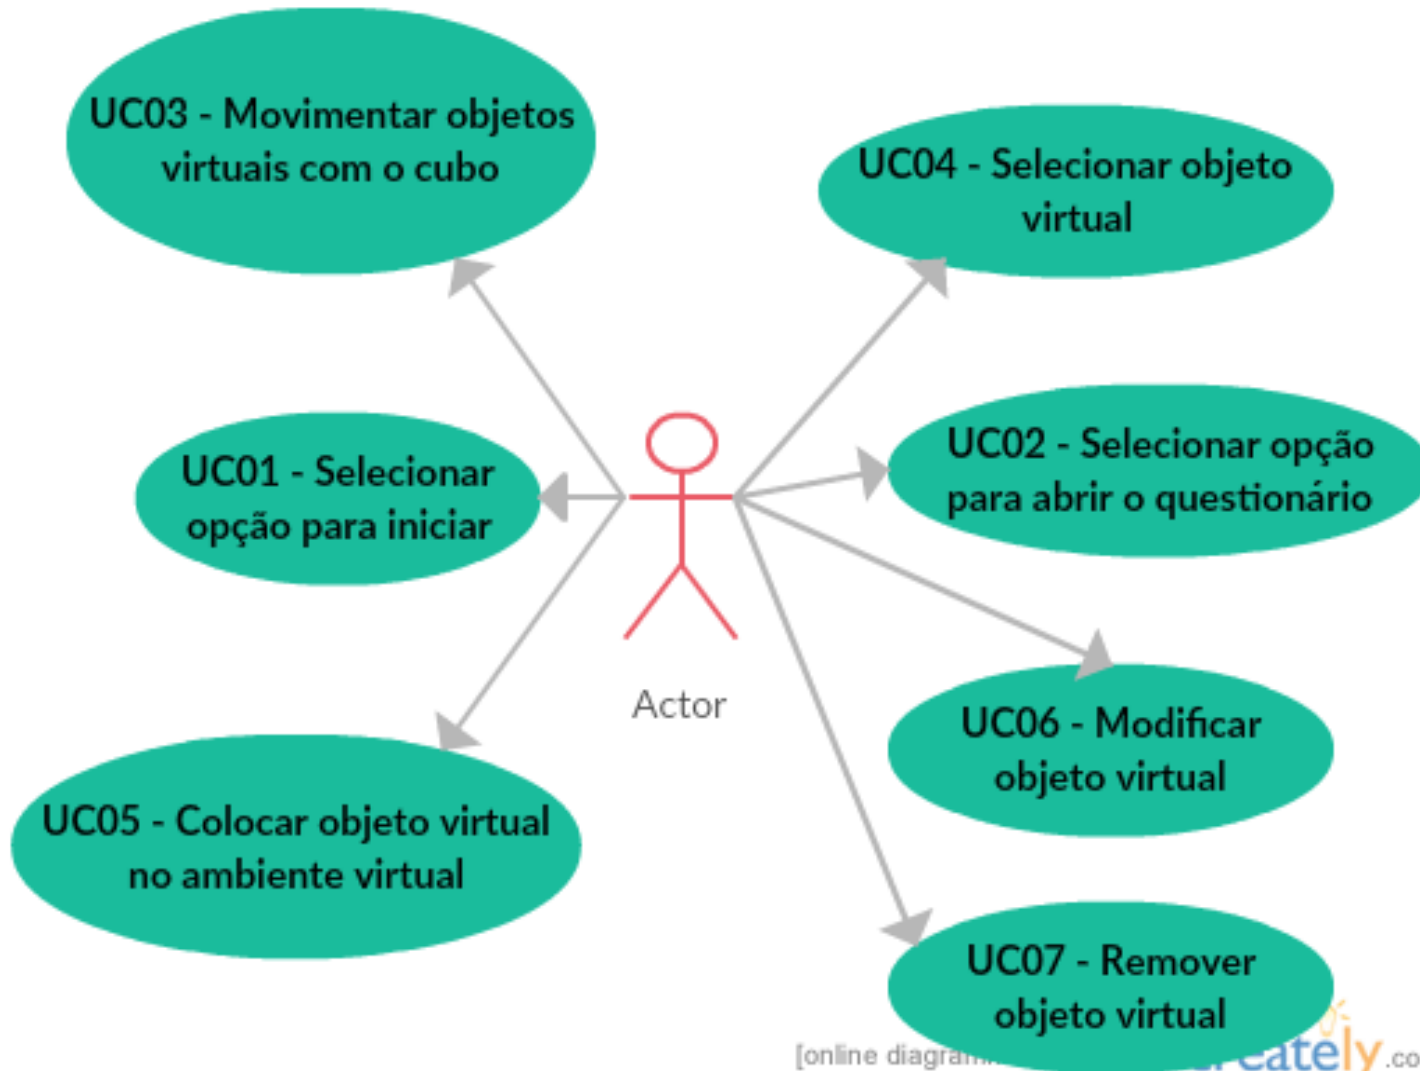 UC03 - Movimentar objetos
virtuais com o cubo
UC04 - Selecionar objeto
virtual
UC01 - Selecionar
opção para iniciar
UC02 - Selecionar opção
para abrir o questionário
Actor
UC05 - Colocar objeto virtual
no ambiente virtual
UC06 - Modificar
objeto virtual
UC07 - Remover
objeto virtual
[online